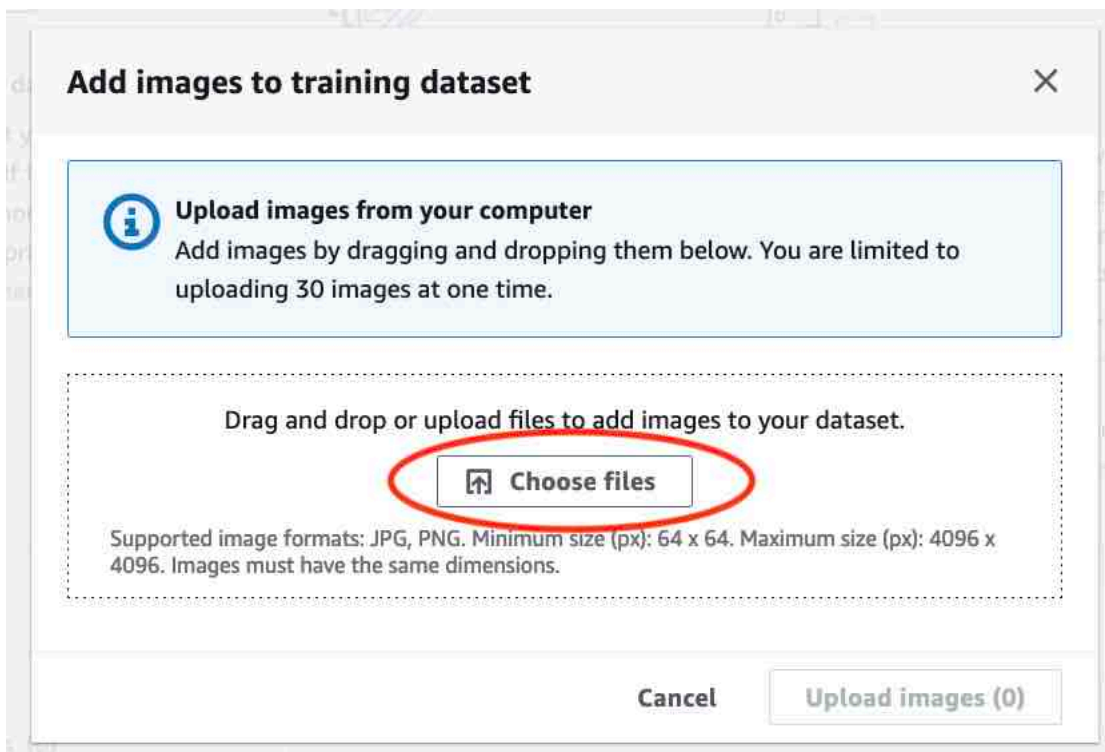 Add images to training dataset
Upload images from your computer
Add images by dragging and dropping them below. You are limited to
uploading 30 images at one time.
Drag and drop or upload files to add images to your dataset.
Choose files
Supported image formats: JPG, PNG. Minimum size (px): 64 x 64. Maximum size (px): 4096 x
4096. Images must have the same dimensions.
Cancel
Upload images (0)